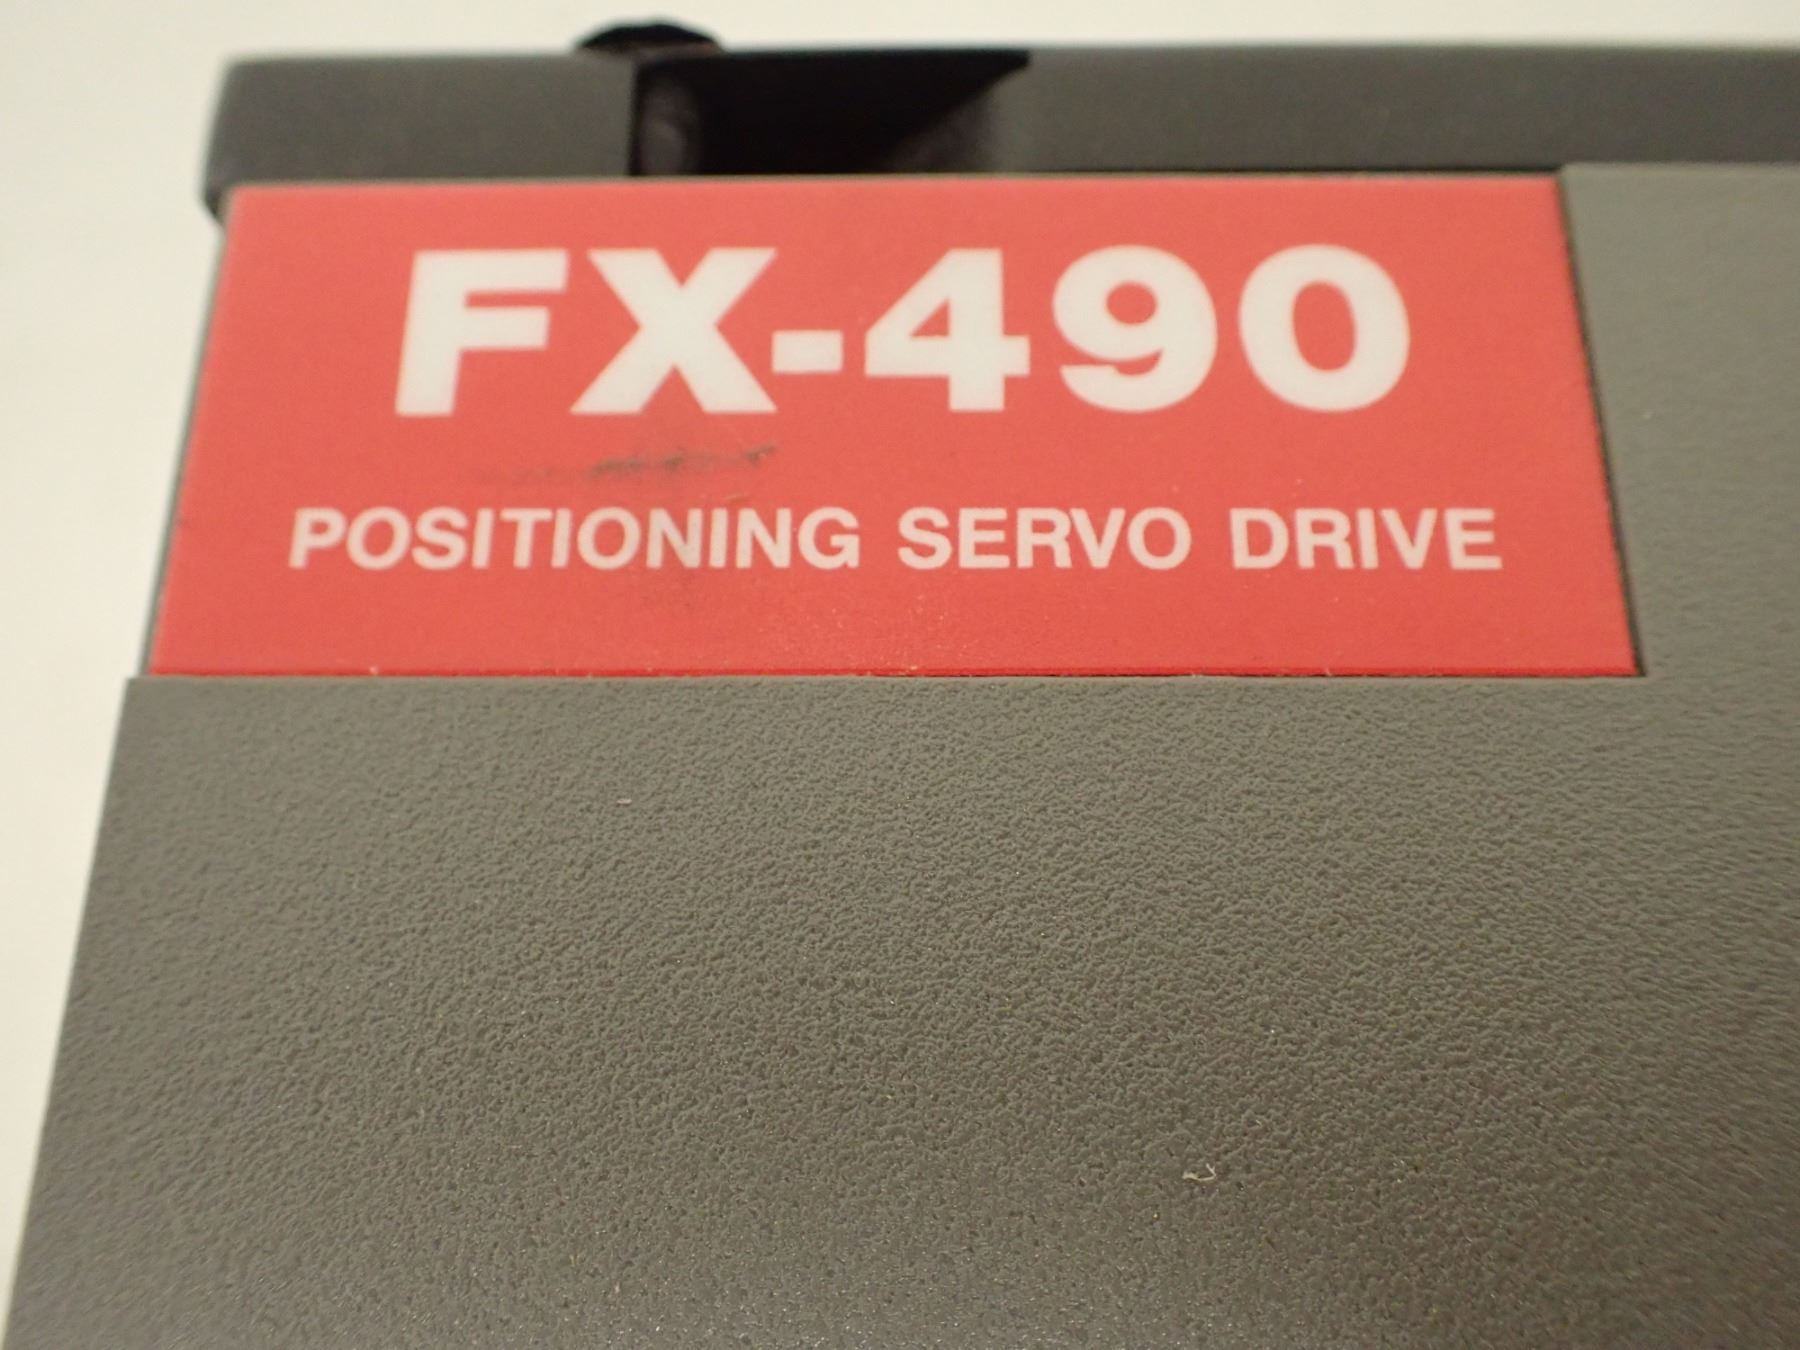 FX-490
POSITIONING SERVO DRIVE